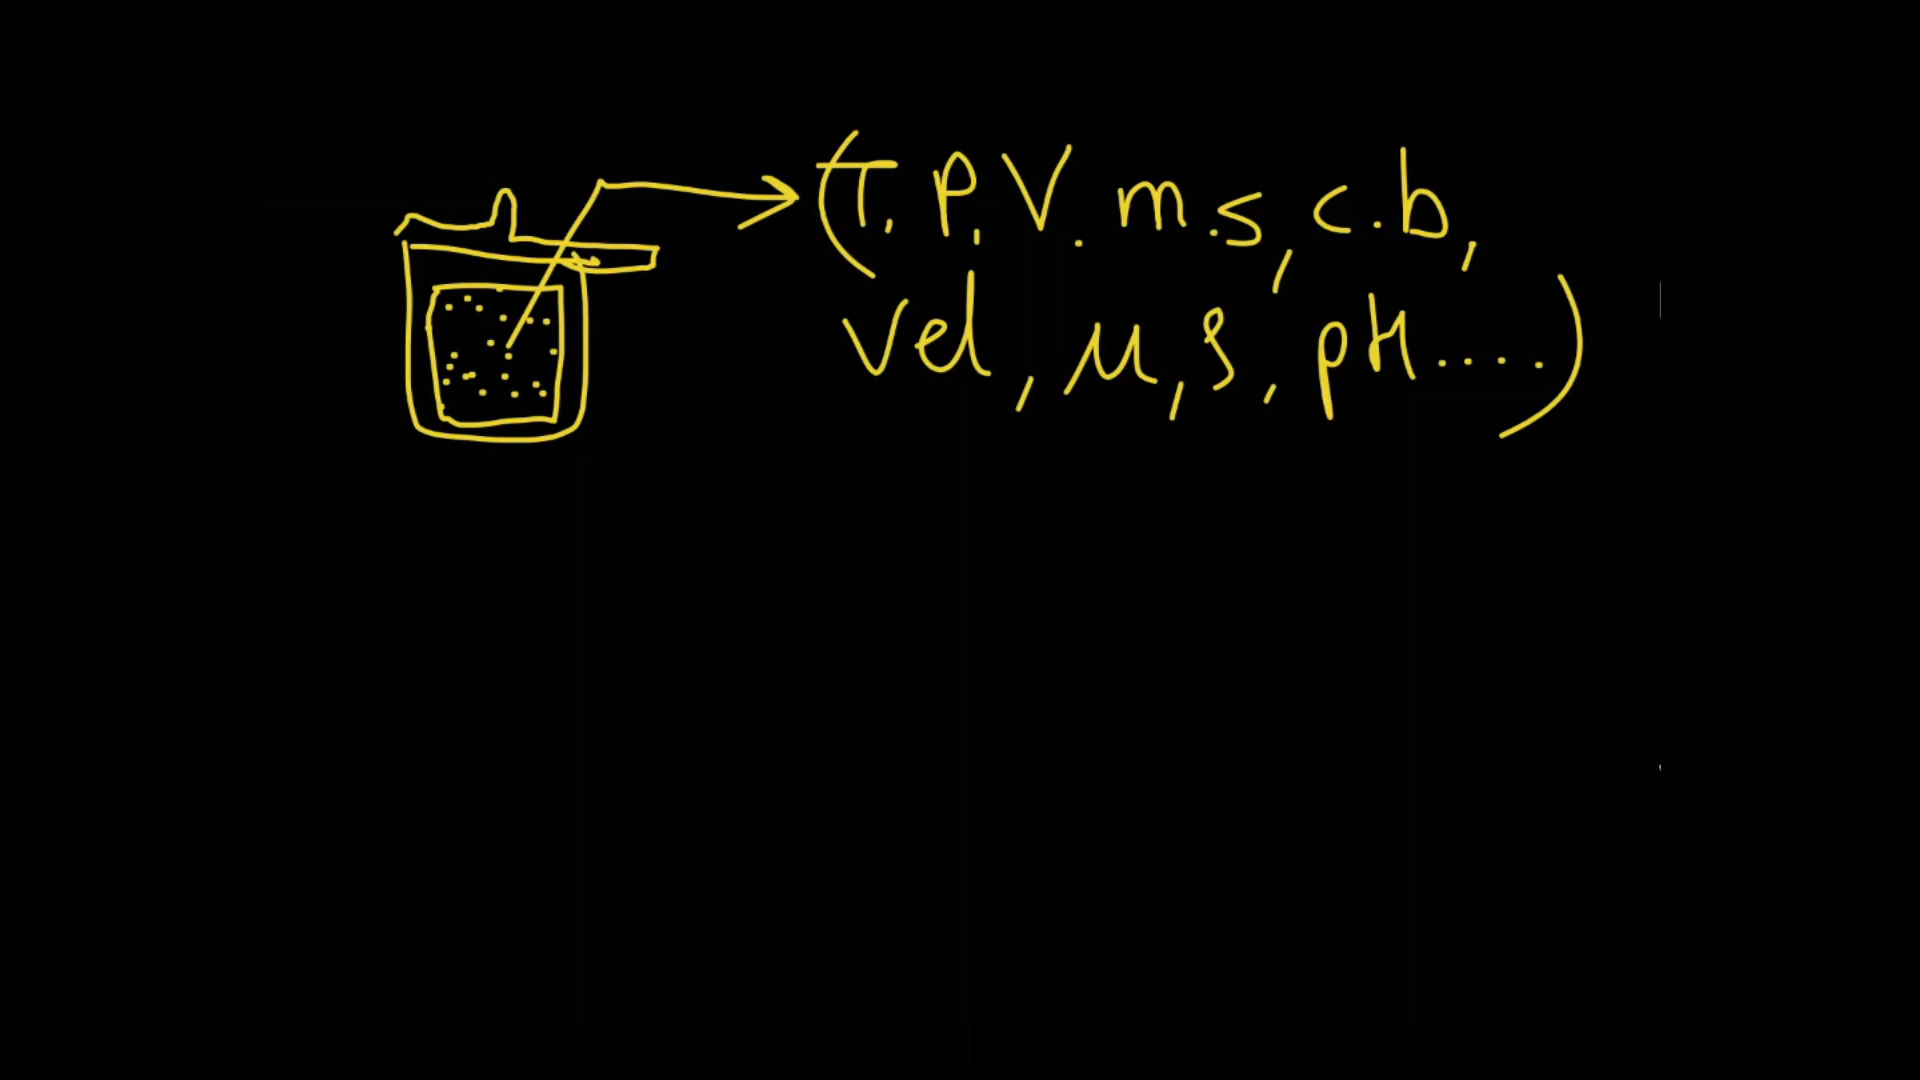 (T, P, V. m.s, c.b,
Vel, μ, ρ, pH....)